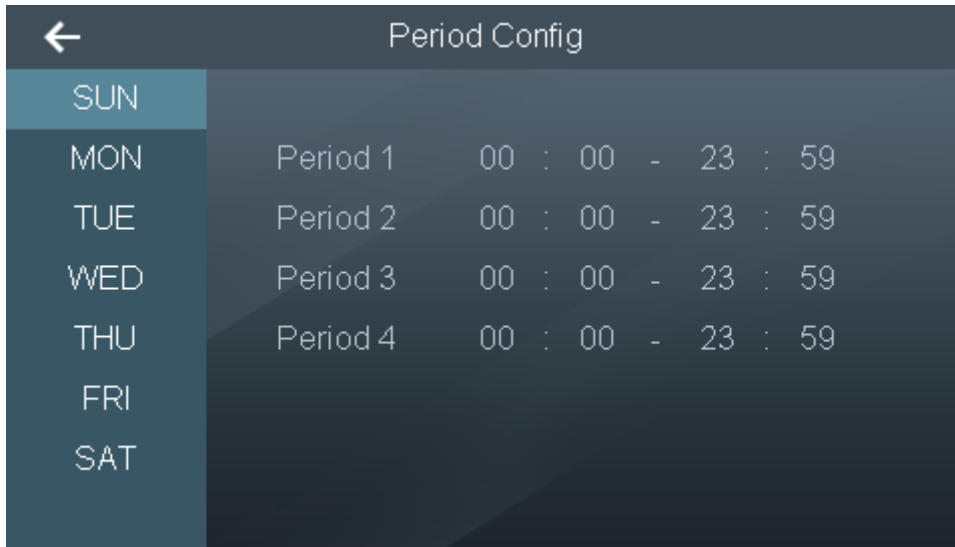 Period Config
SUN
MON
Period 1 00 : 00 - 23 : 59
TUE
Period 2 00 : 00 - 23 : 59
WED
Period 3 00 : 00 - 23 : 59
THU
Period 4 00 : 00 - 23 : 59
FRI
SAT